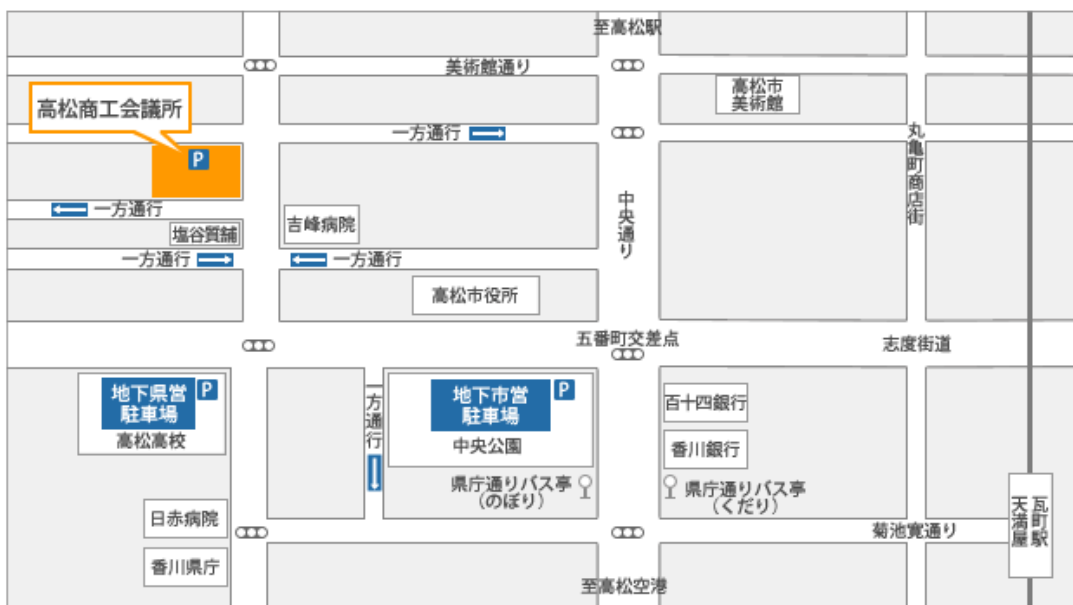 至高松駅
美術館通り
高松商工会議所
P
高松市
美術館
一方通行
丸亀町商店街
一方通行
中央通り
吉峰病院
塩谷質舗
一方通行
一方通行
高松市役所
五番町交差点
志度街道
地下県営
駐車場
P
高松高校
一方通行
地下市営
駐車場
P
中央公園
百十四銀行
香川銀行
県庁通りバス亭
(のぼり)
県庁通りバス亭
(くだり)
日赤病院
香川県庁
菊池寛通り
瓦町駅
天満屋
至高松空港